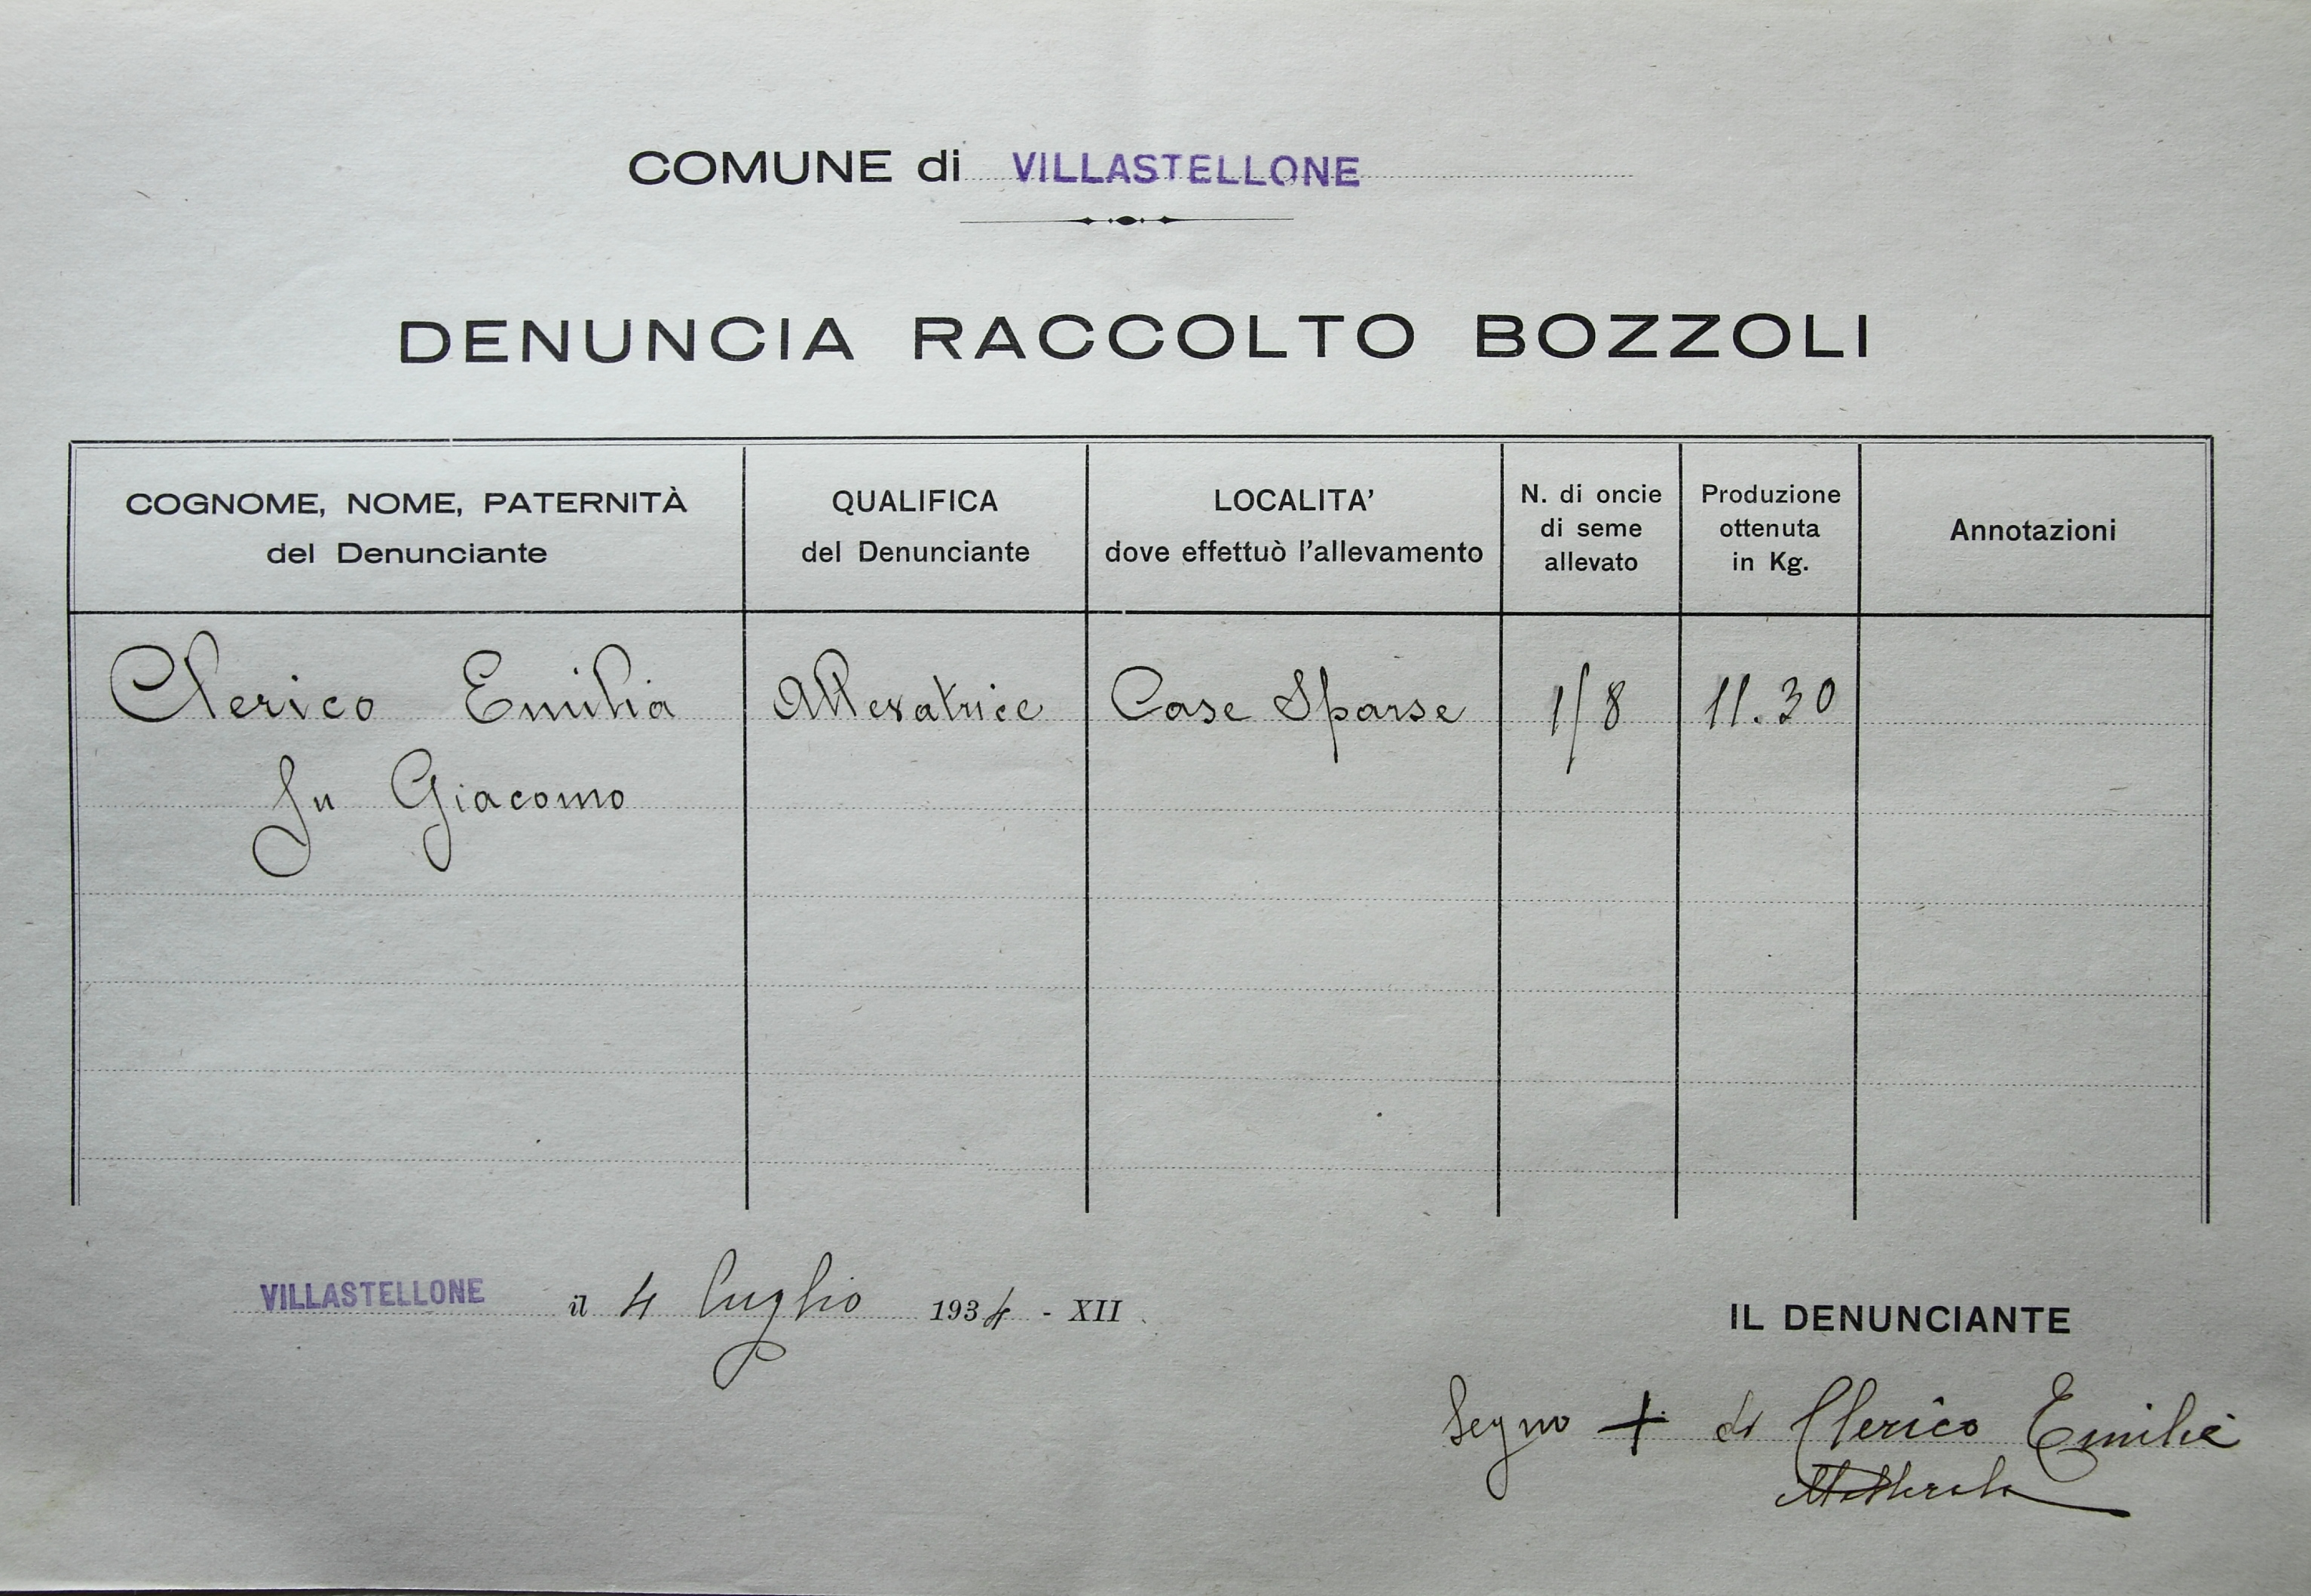 COMUNE di VILLASTELLONE
DENUNCIA RACCOLTO BOZZOLI
COGNOME, NOME, PATERNITÀ
del Denunciante
QUALIFICA
del Denunciante
LOCALITA'
dove effettuò l'allevamento
N. di oncie
di seme
allevato
Produzione
ottenuta
in Kg.
Annotazioni
Clerico Emilia Allevatrice Case Sparse 1/8 11.30
fu Giacomo
VILLASTELLONE il 4 luglio 1934 - XII
IL DENUNCIANTE
Segno + di Clerico Emilia